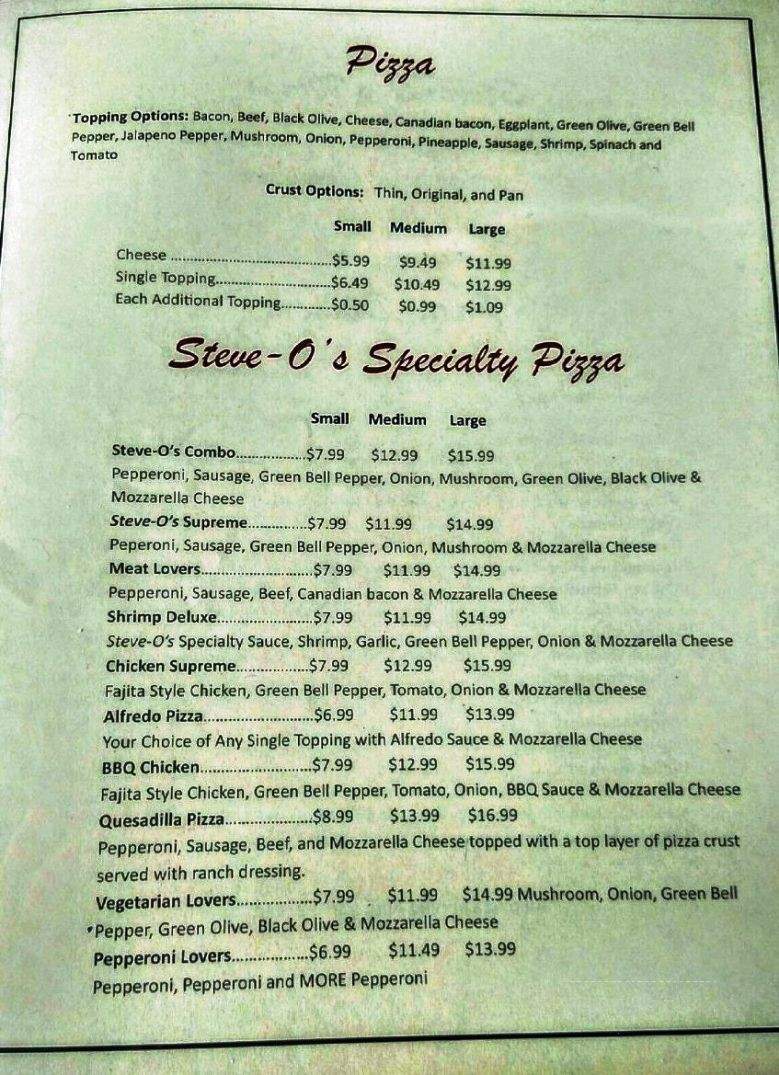 Pizza
Topping Options: Bacon, Beef, Black Olive, Cheese, Canadian bacon, Eggplant, Green Olive, Green Bell
Pepper, Jalapeno Pepper, Mushroom, Onion, Pepperoni, Pineapple, Sausage, Shrimp, Spinach and
Tomato
Crust Options: Thin, Original, and Pan
Small Medium Large
Cheese ....................................$5.99 $9.49 $11.99
Single Topping..........................$6.49 $10.49 $12.99
Each Additional Topping............$0.50 $0.99 $1.09
Steve-O's Specialty Pizza
Small Medium Large
Steve-O's Combo.................$7.99 $12.99 $15.99
Pepperoni, Sausage, Green Bell Pepper, Onion, Mushroom, Green Olive, Black Olive &
Mozzarella Cheese
Steve-O's Supreme..............$7.99 $11.99 $14.99
Peperoni, Sausage, Green Bell Pepper, Onion, Mushroom & Mozzarella Cheese
Meat Lovers...........................$7.99 $11.99 $14.99
Pepperoni, Sausage, Beef, Canadian bacon & Mozzarella Cheese
Shrimp Deluxe.......................$7.99 $11.99 $14.99
Steve-O's Specialty Sauce, Shrimp, Garlic, Green Bell Pepper, Onion & Mozzarella Cheese
Chicken Supreme..................$7.99 $12.99 $15.99
Fajita Style Chicken, Green Bell Pepper, Tomato, Onion & Mozzarella Cheese
Alfredo Pizza...........................$6.99 $11.99 $13.99
Your Choice of Any Single Topping with Alfredo Sauce & Mozzarella Cheese
BBQ Chicken...........................$7.99 $12.99 $15.99
Fajita Style Chicken, Green Bell Pepper, Tomato, Onion, BBQ Sauce & Mozzarella Cheese
Quesadilla Pizza.....................$8.99 $13.99 $16.99
Pepperoni, Sausage, Beef, and Mozzarella Cheese topped with a top layer of pizza crust
served with ranch dressing.
Vegetarian Lovers..................$7.99 $11.99 $14.99 Mushroom, Onion, Green Bell
Pepper, Green Olive, Black Olive & Mozzarella Cheese
Pepperoni Lovers...................$6.99 $11.49 $13.99
Pepperoni, Pepperoni and MORE Pepperoni